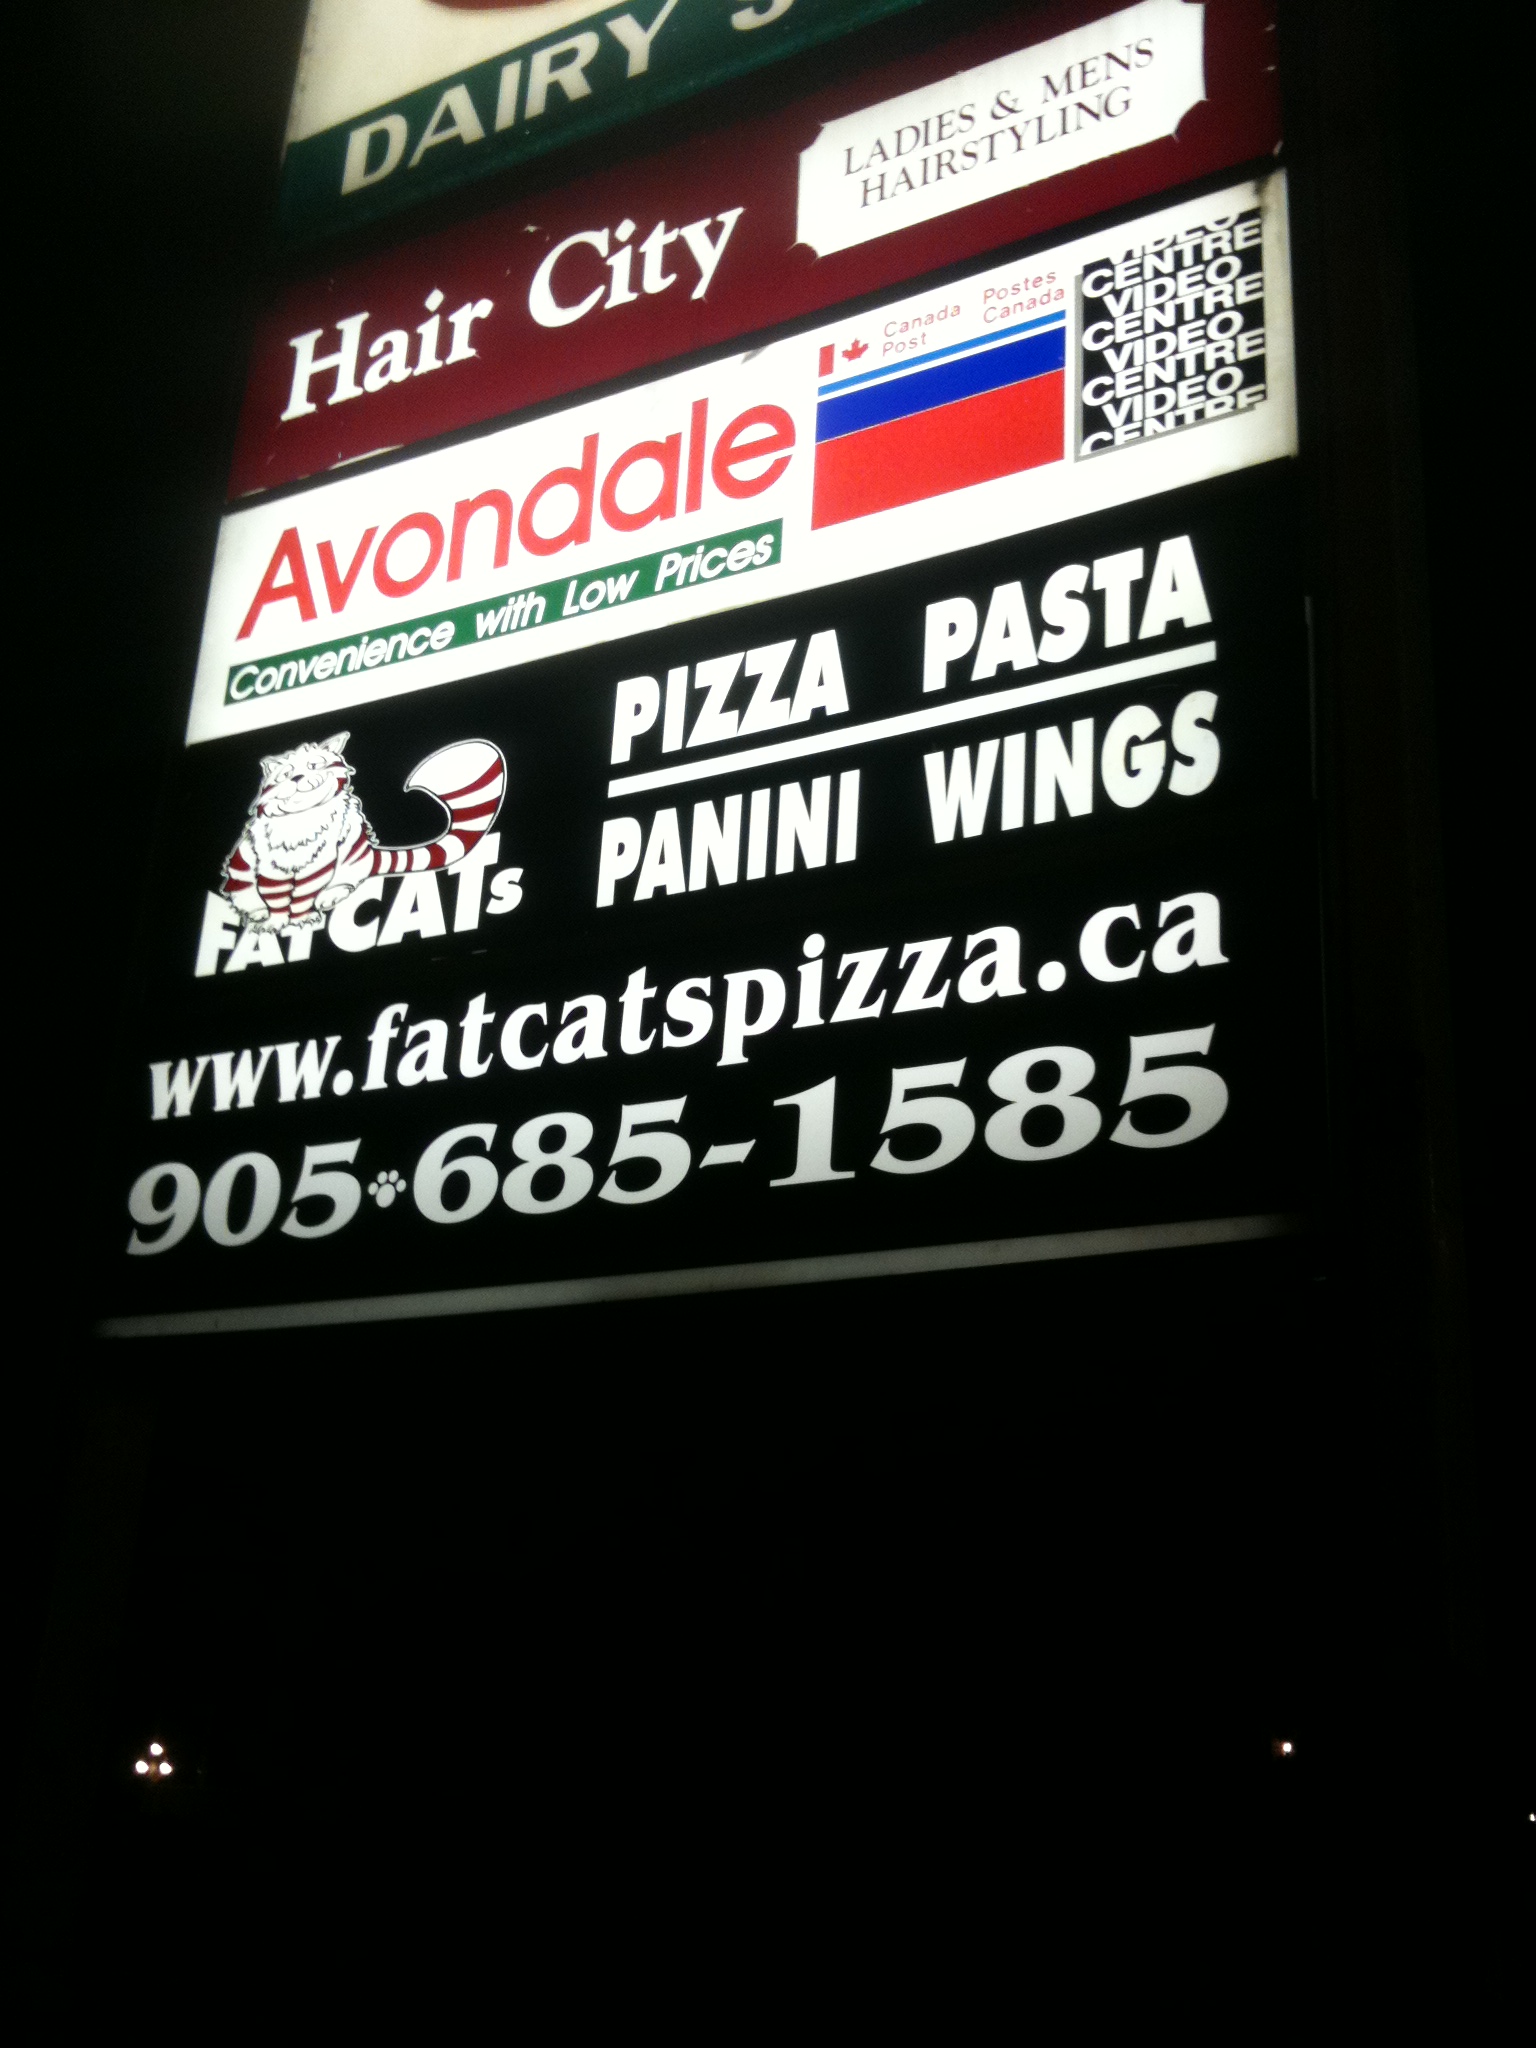 DAIRY
Hair City
LADIES & MENS
HAIRSTYLING
Avondale
Convenience with Low Prices
Canada Postes
Post Canada
VIDEO
CENTRE
VIDEO
CENTRE
VIDEO
CENTRE
VIDEO
CENTRE
FATCATs
PIZZA PASTA
PANINI WINGS
www.fatcatspizza.ca
905 685-1585